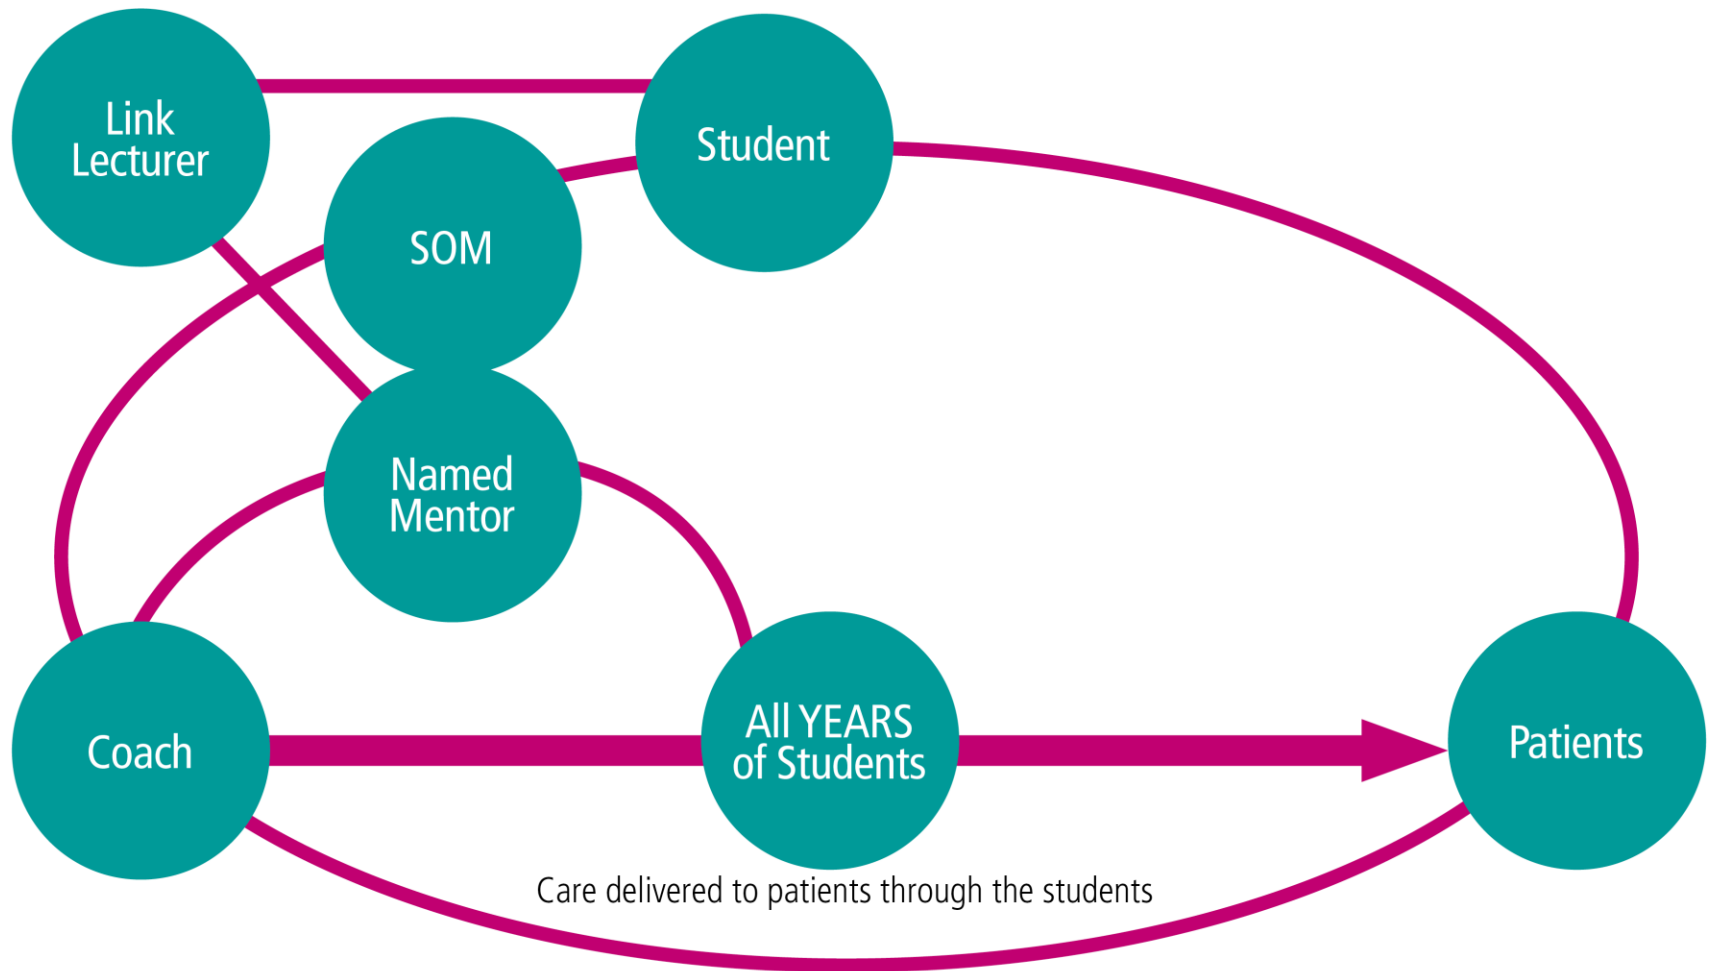 Link
Lecturer
Student
SOM
Named
Mentor
Coach
All YEARS
of Students
Patients
Care delivered to patients through the students